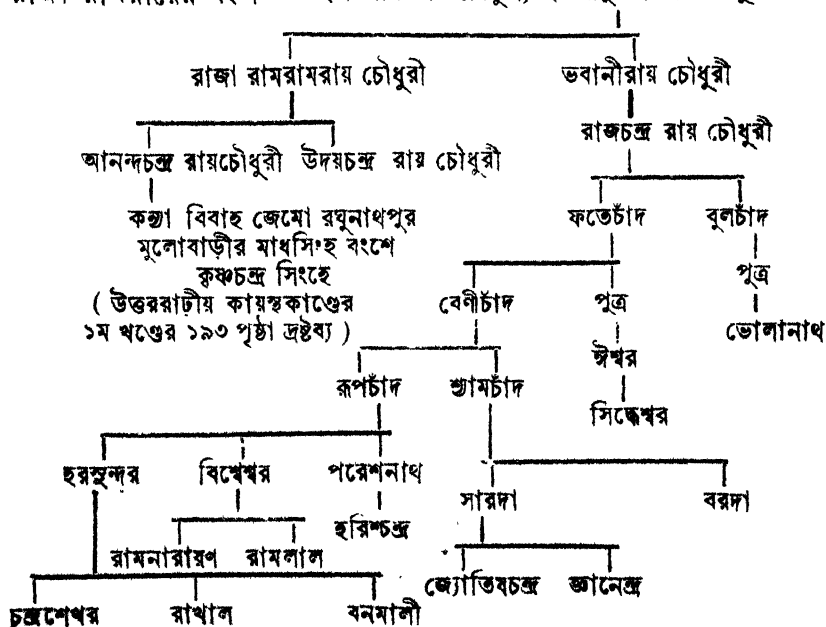 রাজা রামরামরায় চৌধুরী ভবানীরায় চৌধুরী
রাজচন্দ্র রায় চৌধুরী
আনন্দচন্দ্র রায়চৌধুরী উদয়চন্দ্র রায় চৌধুরী
কন্যা বিবাহ জেমো রঘুনাথপুর ফতেচাঁদ বুলচাঁদ
মুলোবাড়ীর মাধসিংহ বংশে
কৃষ্ণচন্দ্র সিংহে পুত্র
( উত্তররাঢ়ীয় কায়স্থকাণ্ডের বেণীচাঁদ পুত্র
১ম খণ্ডের ১৯৩ পৃষ্ঠা দ্রষ্টব্য ) ভোলানাথ
ঈশ্বর
রূপচাঁদ শ্যামচাঁদ
সিদ্ধেশ্বর
হরসুন্দর বিশ্বেশ্বর পরেশনাথ
সারদা বরদা
হরিশ্চন্দ্র
রামনারায়ণ রামলাল
জ্যোতিষচন্দ্র জ্ঞানেন্দ্র
চন্দ্রশেখর রাখাল বনমালী